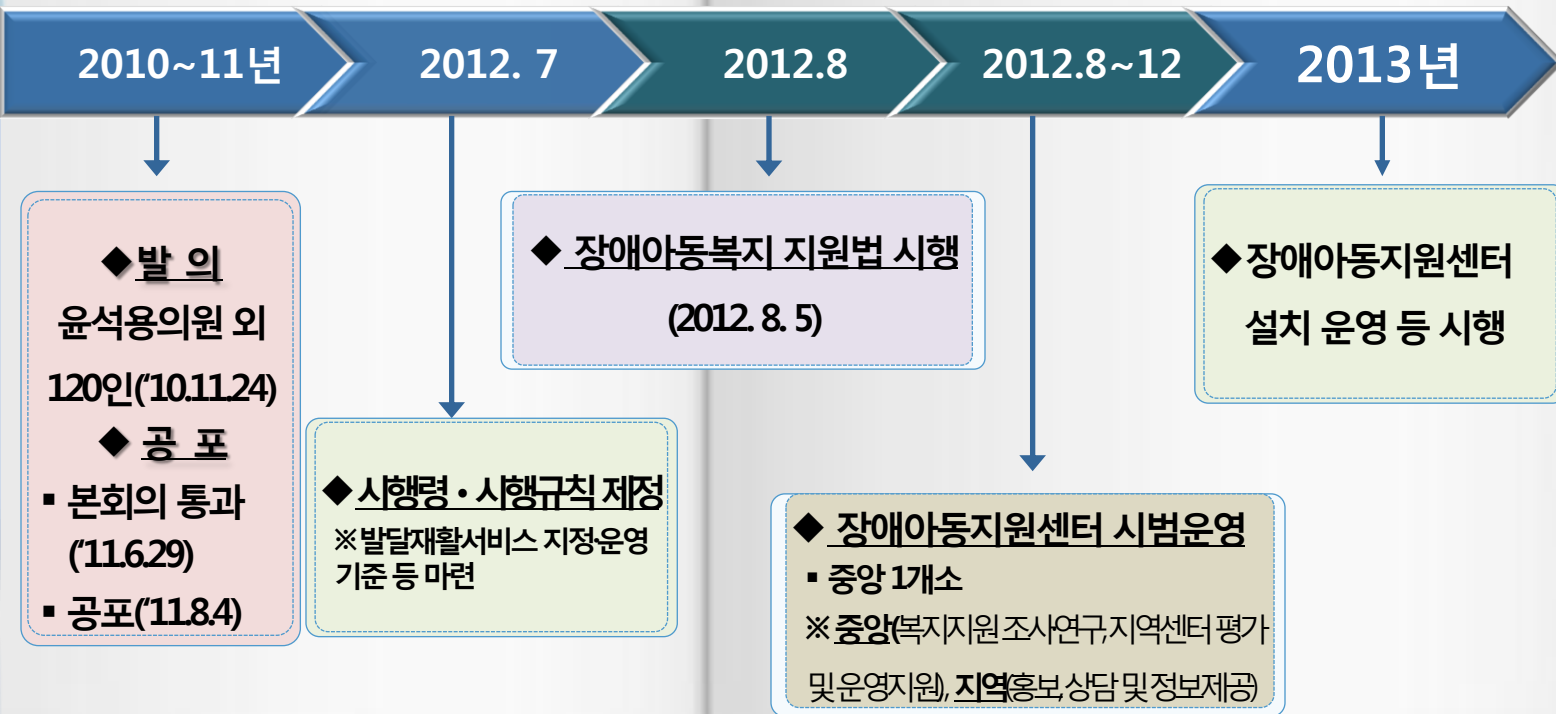 2010~11년
2012. 7
2012.8
2012.8~12
2013년
◆발 의
윤석용의원 외
120인('10.11.24)
◆ 공 포
▪ 본회의 통과
('11.6.29)
▪ 공포('11.8.4)
◆ 시행령·시행규칙 제정
※발달재활서비스 지정·운영
기준 등 마련
◆ 장애아동복지 지원법 시행
(2012. 8. 5)
◆ 장애아동지원센터 시범운영
▪ 중앙 1개소
※ 중앙(복지지원 조사연구,지역센터 평가
및 운영지원), 지역(홍보,상담 및 정보제공)
◆장애아동지원센터
설치 운영 등 시행